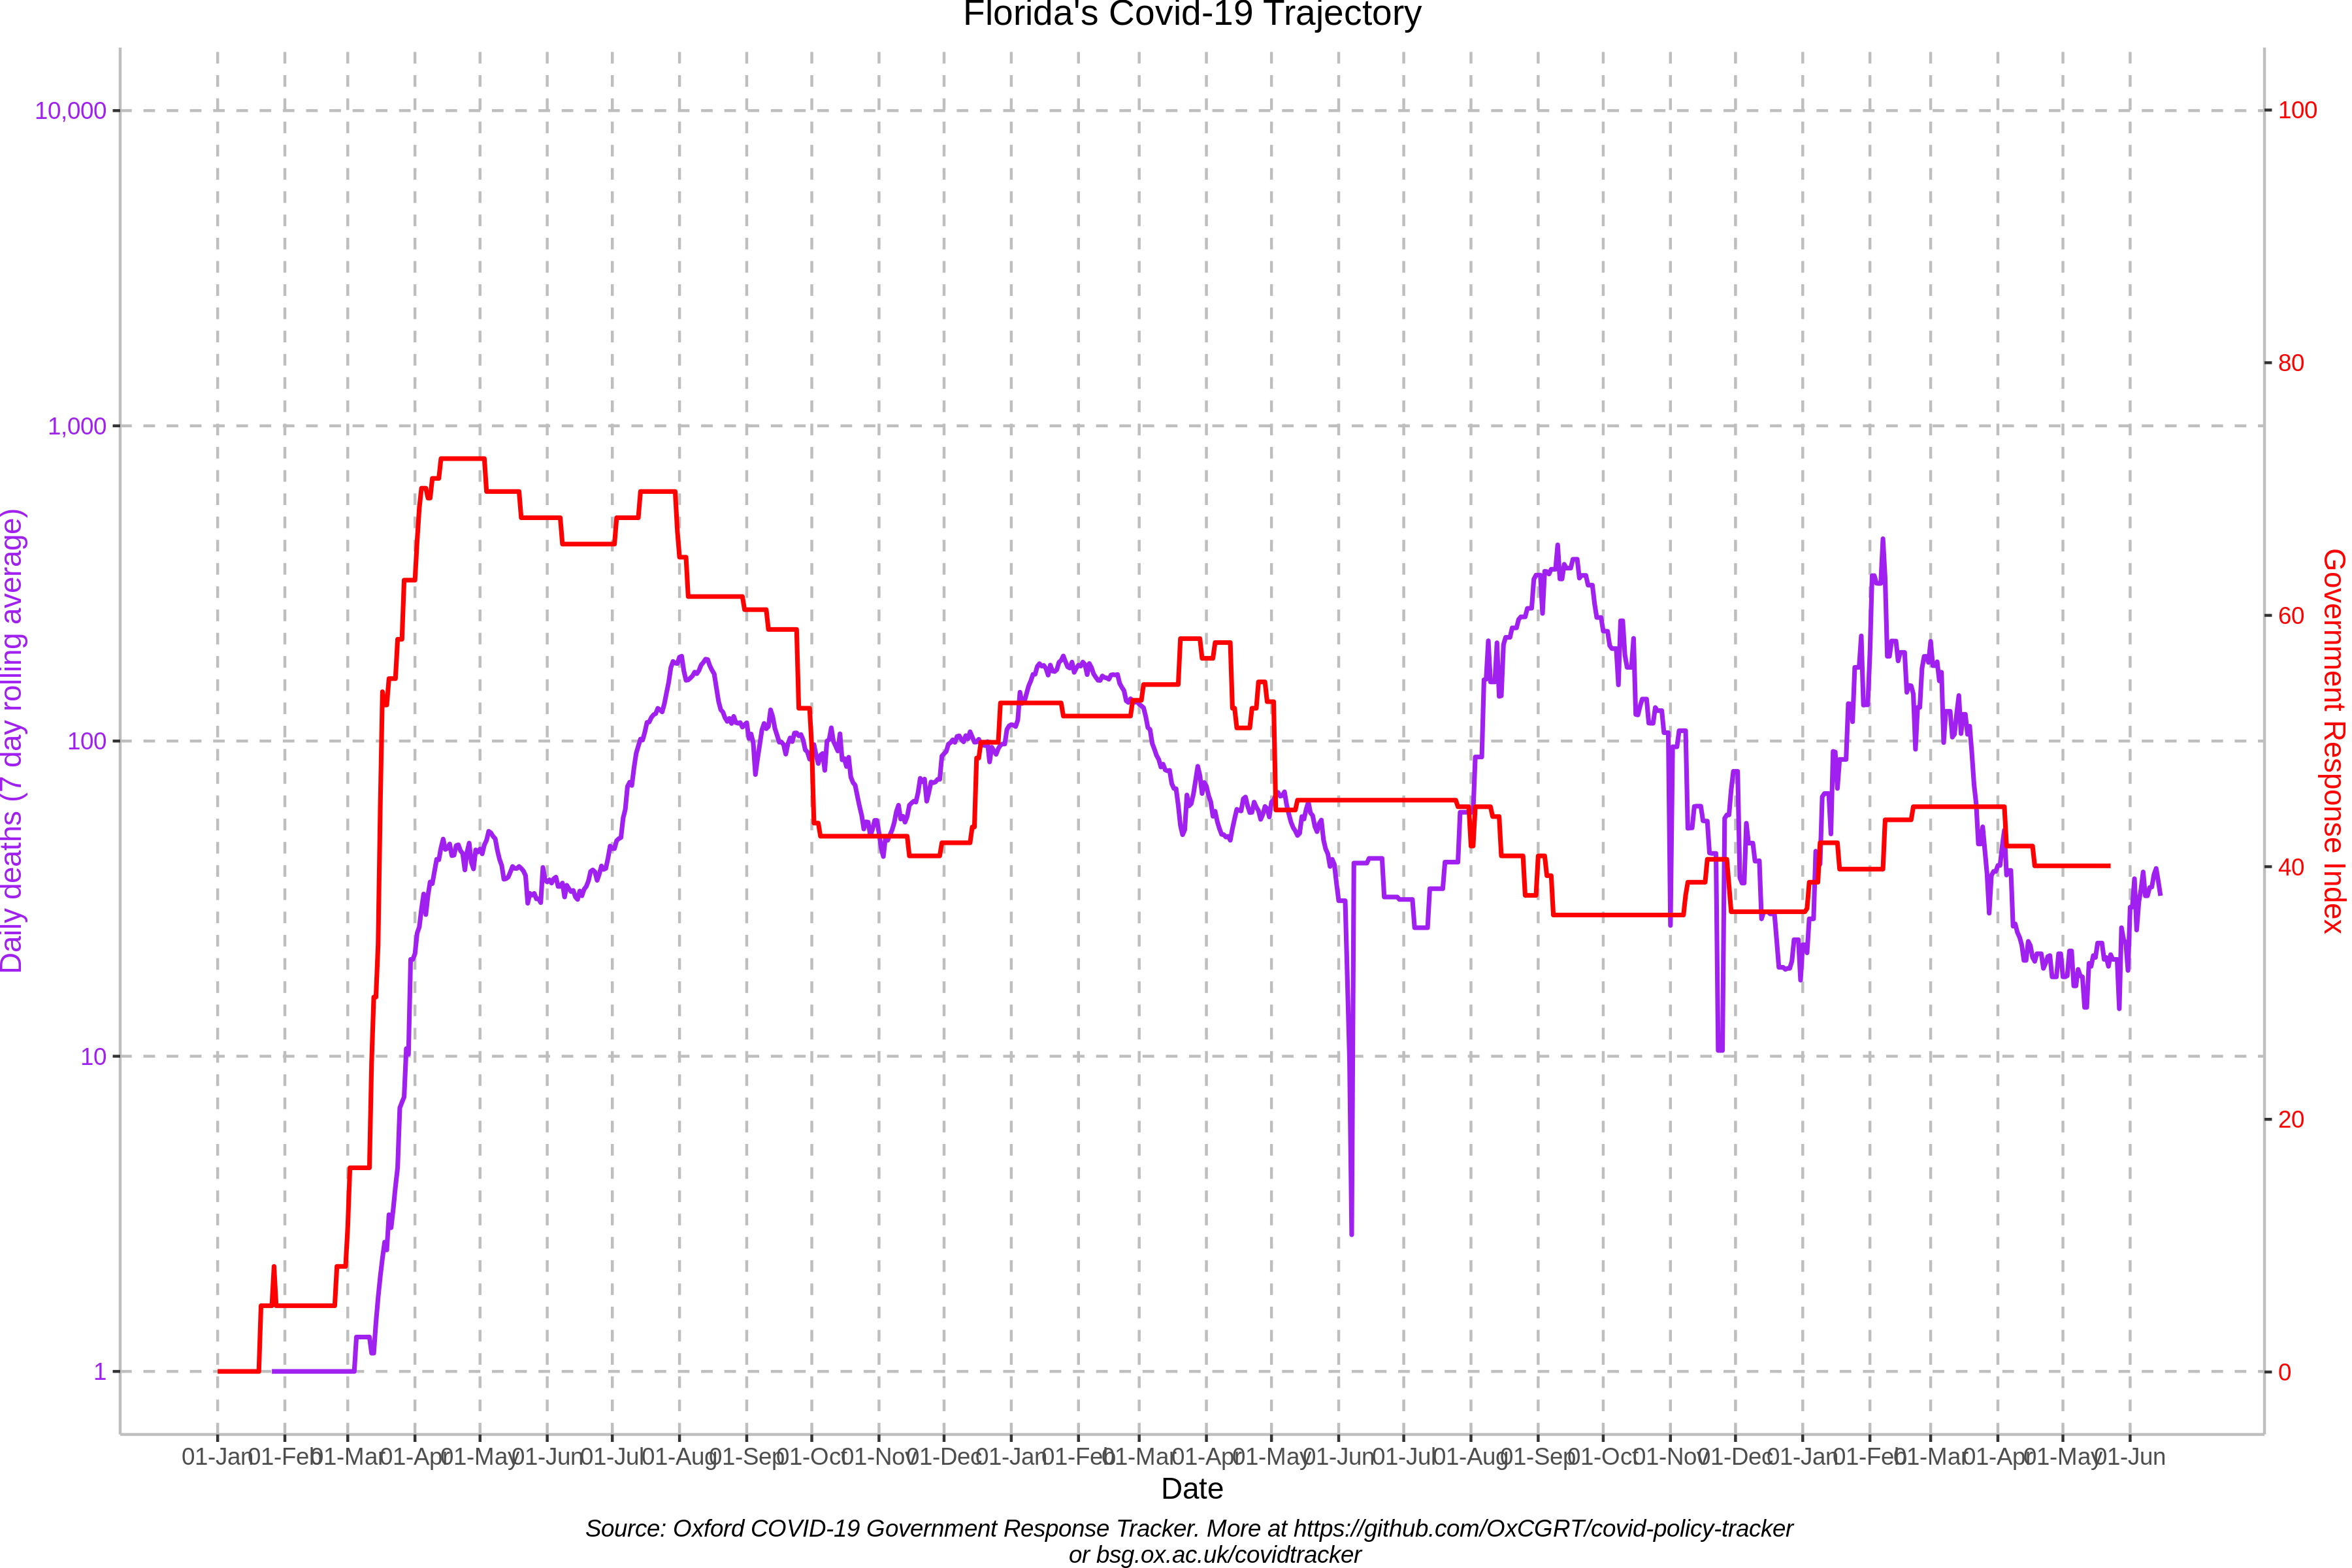 Florida's Covid-19 Trajectory
10,000
1,000
100
10
1
Daily deaths (7 day rolling average)
100
80
60
40
20
0
Government Response Index
01-Jan 01-Feb 01-Mar 01-Apr 01-May 01-Jun 01-Jul 01-Aug 01-Sep 01-Oct 01-Nov 01-Dec 01-Jan 01-Feb 01-Mar 01-Apr 01-May 01-Jun 01-Jul 01-Aug 01-Sep 01-Oct 01-Nov 01-Dec 01-Jan 01-Feb 01-Mar 01-Apr 01-May 01-Jun
Date
Source: Oxford COVID-19 Government Response Tracker. More at https://github.com/OxCGRT/covid-policy-tracker
or bsg.ox.ac.uk/covidtracker